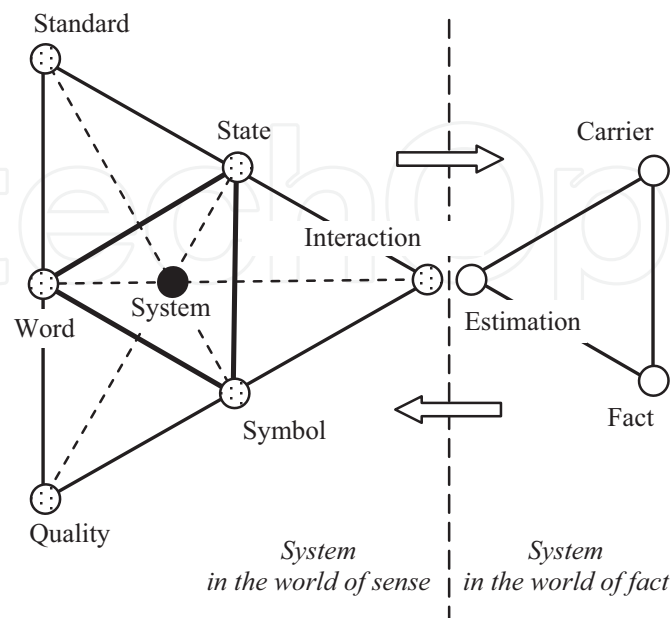 Standard
State
Carrier
Interaction
System
Word
Estimation
Symbol
Fact
Quality
System
in the world of sense
System
in the world of fact